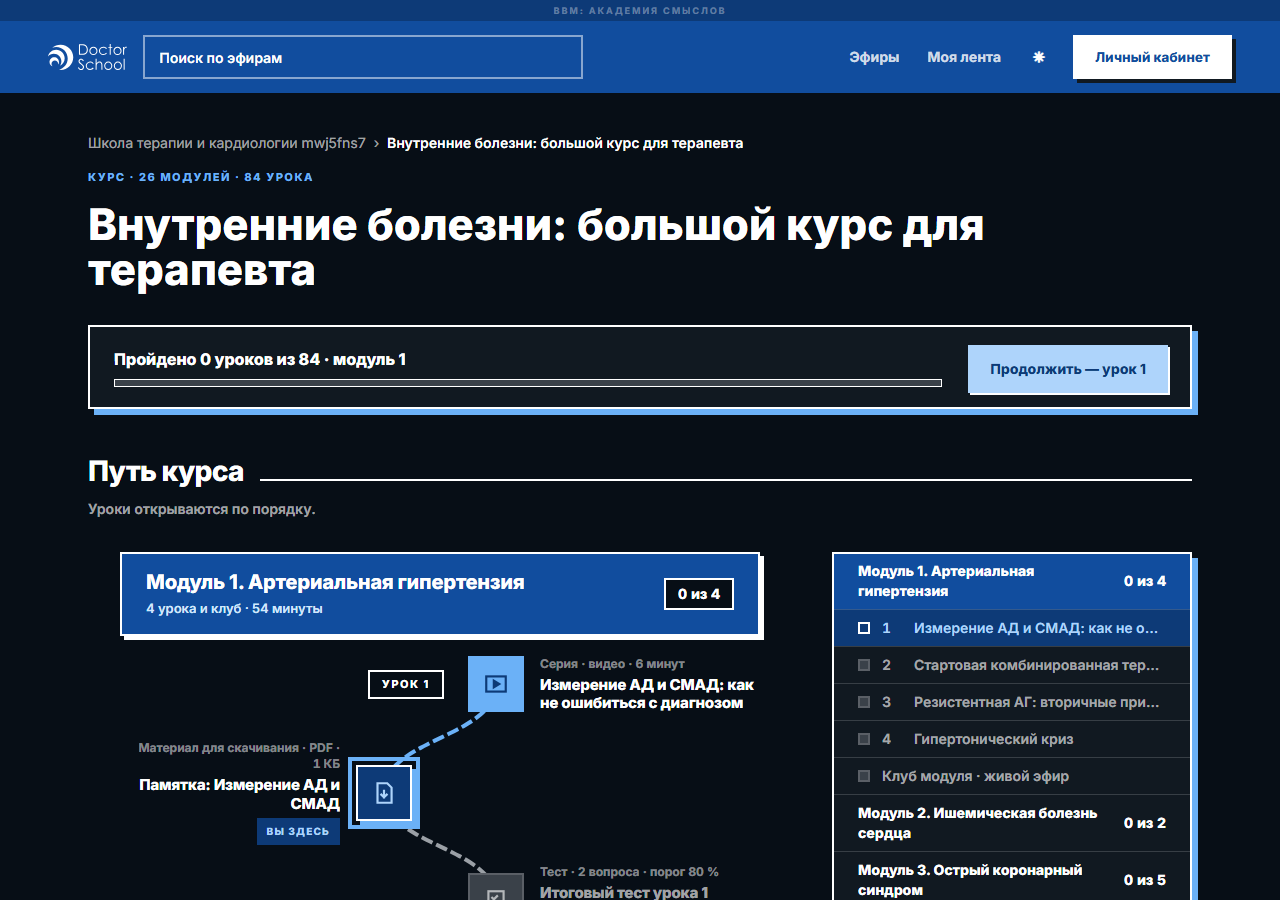 ВВМ: АКАДЕМИЯ СМЫСЛОВ
Doctor
School
Поиск по эфирам
Эфиры
Моя лента
Личный кабинет
Школа терапии и кардиологии mwj5fns7 › Внутренние болезни: большой курс для терапевта
КУРС · 26 МОДУЛЕЙ · 84 УРОКА
Внутренние болезни: большой курс для
терапевта
Пройдено 0 уроков из 84 · модуль 1
Продолжить — урок 1
Путь курса
Уроки открываются по порядку.
Модуль 1. Артериальная гипертензия
4 урока и клуб · 54 минуты
0 из 4
УРОК 1
Серия · видео · 6 минут
Измерение АД и СМАД: как
не ошибиться с диагнозом
Материал для скачивания · PDF ·
1 КБ
Памятка: Измерение АД и
СМАД
ВЫ ЗДЕСЬ
Тест · 2 вопроса · порог 80 %
Итоговый тест урока 1
Модуль 1. Артериальная
гипертензия
0 из 4
1 Измерение АД и СМАД: как не о…
2 Стартовая комбинированная тер…
3 Резистентная АГ: вторичные при…
4 Гипертонический криз
Клуб модуля · живой эфир
Модуль 2. Ишемическая болезнь
сердца
0 из 2
Модуль 3. Острый коронарный
синдром
0 из 5